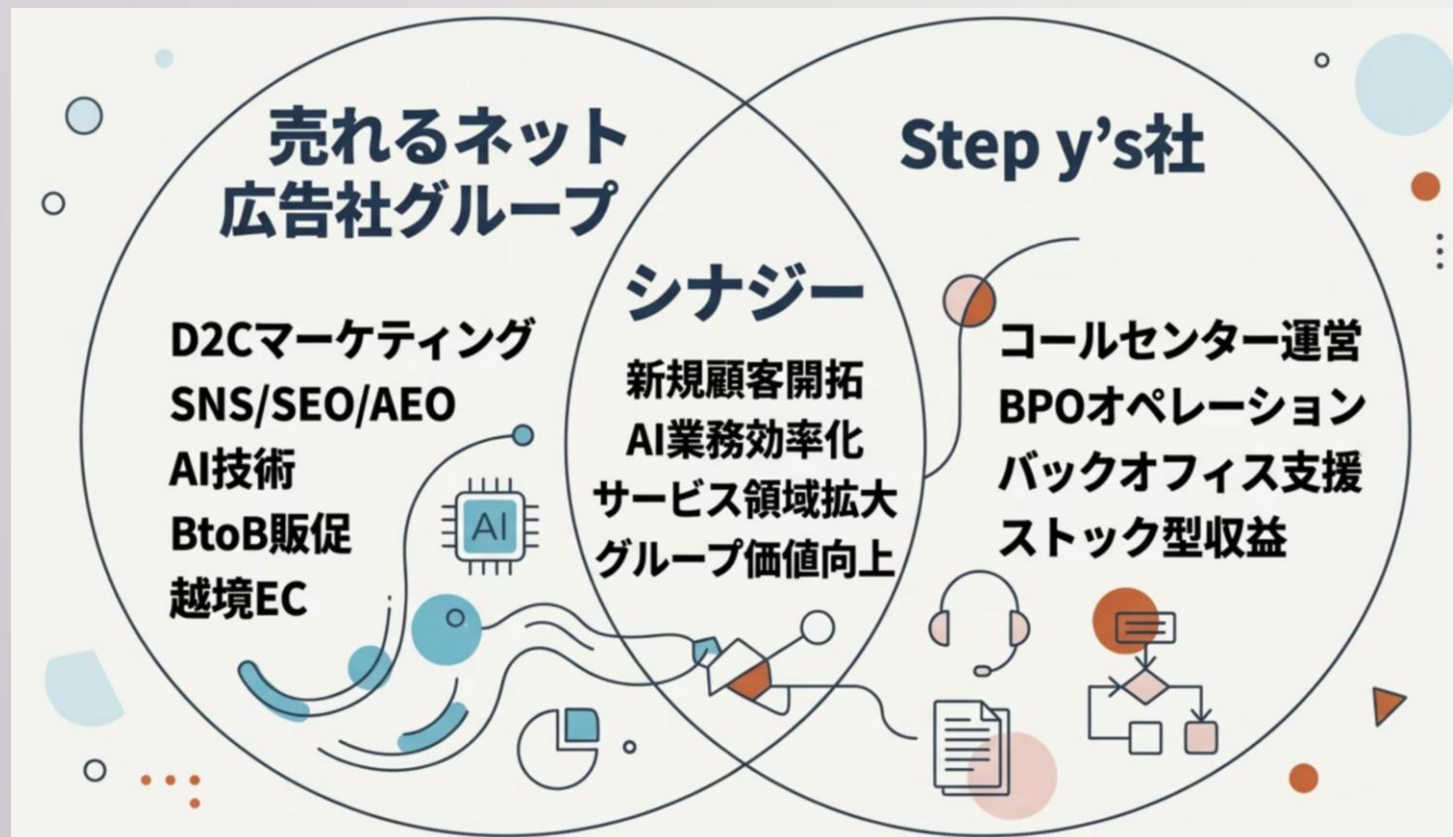 売れるネット
広告社グループ
D2Cマーケティング
SNS/SEO/AEO
AI技術
BtoB販促
越境EC
AI
シナジー
新規顧客開拓
AI業務効率化
サービス領域拡大
グループ価値向上
Step y’s社
コールセンター運営
BPOオペレーション
バックオフィス支援
ストック型収益